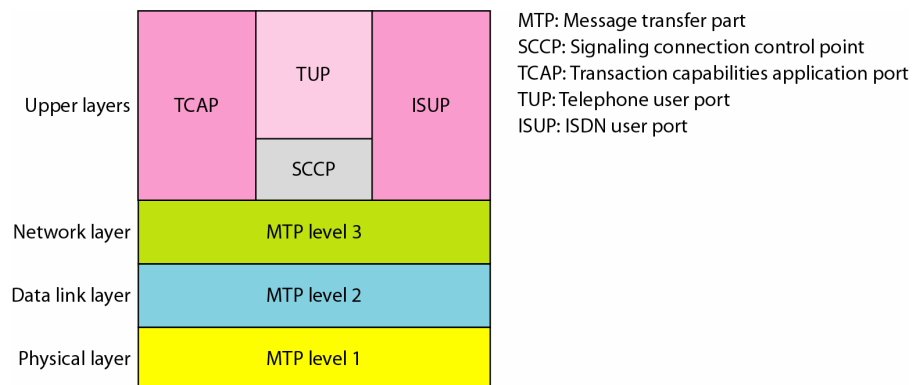 Upper layers
TCAP
TUP
SCCP
ISUP
Network layer
MTP level 3
Data link layer
MTP level 2
Physical layer
MTP level 1
MTP: Message transfer part
SCCP: Signaling connection control point
TCAP: Transaction capabilities application port
TUP: Telephone user port
ISUP: ISDN user port